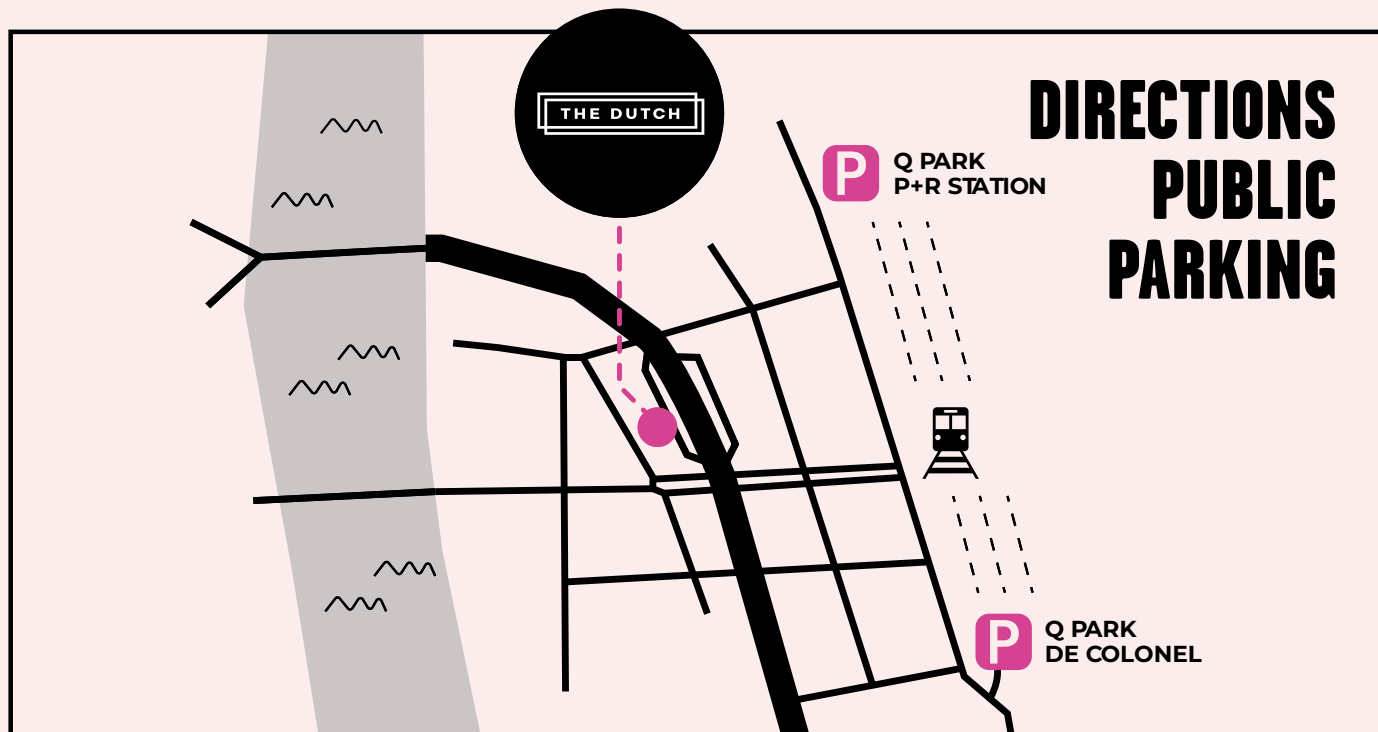 THE DUTCH
DIRECTIONS
PUBLIC
PARKING
P
Q PARK
P+R STATION
P
Q PARK
DE COLONEL